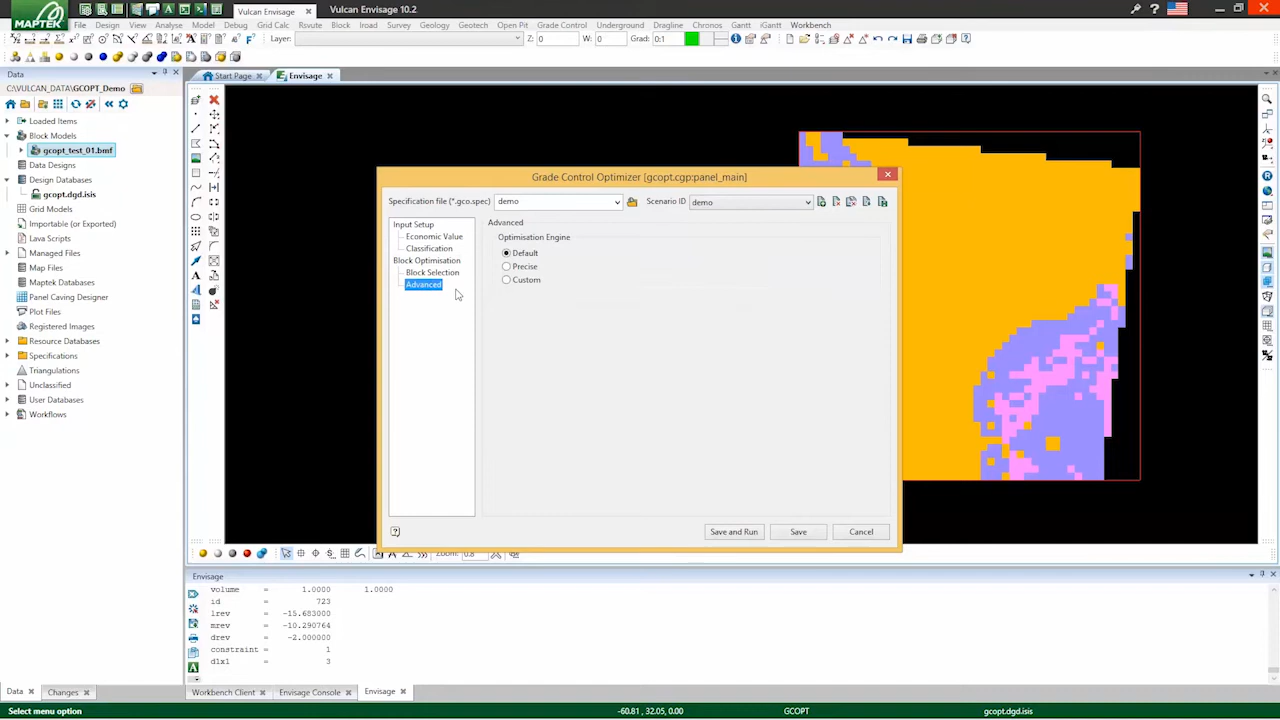 MAPTEK
Vulcan Envisage
Vulcan Envisage 10.2
File Design View Analyse Model Debug Grid Calc Rsvute Block Iroad Survey Geology Geotech Open Pit Grade Control Underground Dragline Chronos Gantt iGantt Workbench
Layer: Z: 0 W: 0 Grad: 0:1
Data
Start Page
Envisage
C:\VULCAN_DATA\GCOPT_Demo
Loaded Items
Block Models
gcopt_test_01.bmf
Data Designs
Design Databases
gcopt.dgd.isis
Grid Models
Importable (or Exported)
Lava Scripts
Managed Files
Map Files
Maptek Databases
Panel Caving Designer
Plot Files
Registered Images
Resource Databases
Specifications
Triangulations
Unclassified
User Databases
Workflows
Grade Control Optimizer [gcopt.cgp:panel_main]
Specification file (*.gco.spec) demo Scenario ID demo
Input Setup
Economic Value
Classification
Block Optimisation
Block Selection
Advanced
Advanced
Optimisation Engine
Default
Precise
Custom
Save and Run Save Cancel
Zoom: 0.8
Envisage
volume = 1.0000 1.0000
id = 723
lrev = -15.683000
mrev = -10.290764
drev = -2.000000
constraint = 1
d1x1 = 3
Data Changes Workbench Client Envisage Console Envisage
Select menu option -60.81 , 32.05, 0.00 GCOPT gcopt.dgd.isis